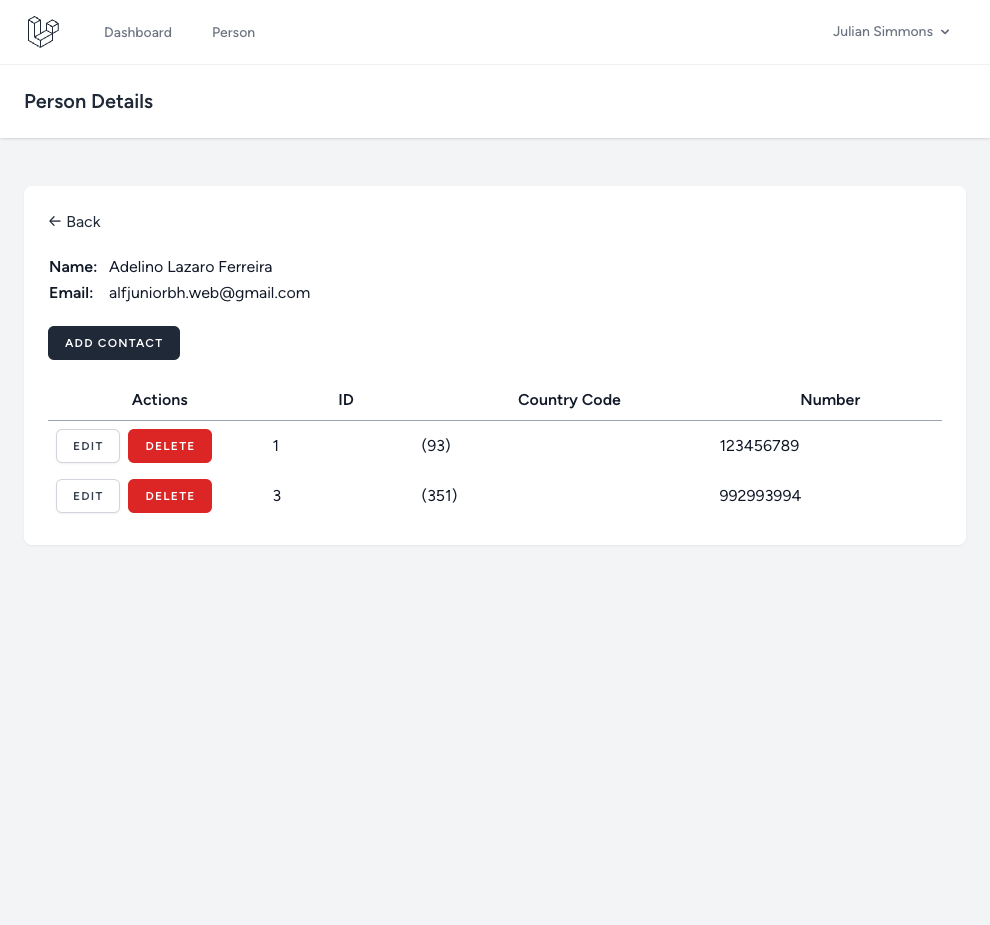 Dashboard Person Julian Simmons
Person Details
← Back
Name: Adelino Lazaro Ferreira
Email: alfjuniorbh.web@gmail.com
ADD CONTACT
Actions ID Country Code Number
EDIT DELETE 1 (93) 123456789
EDIT DELETE 3 (351) 992993994